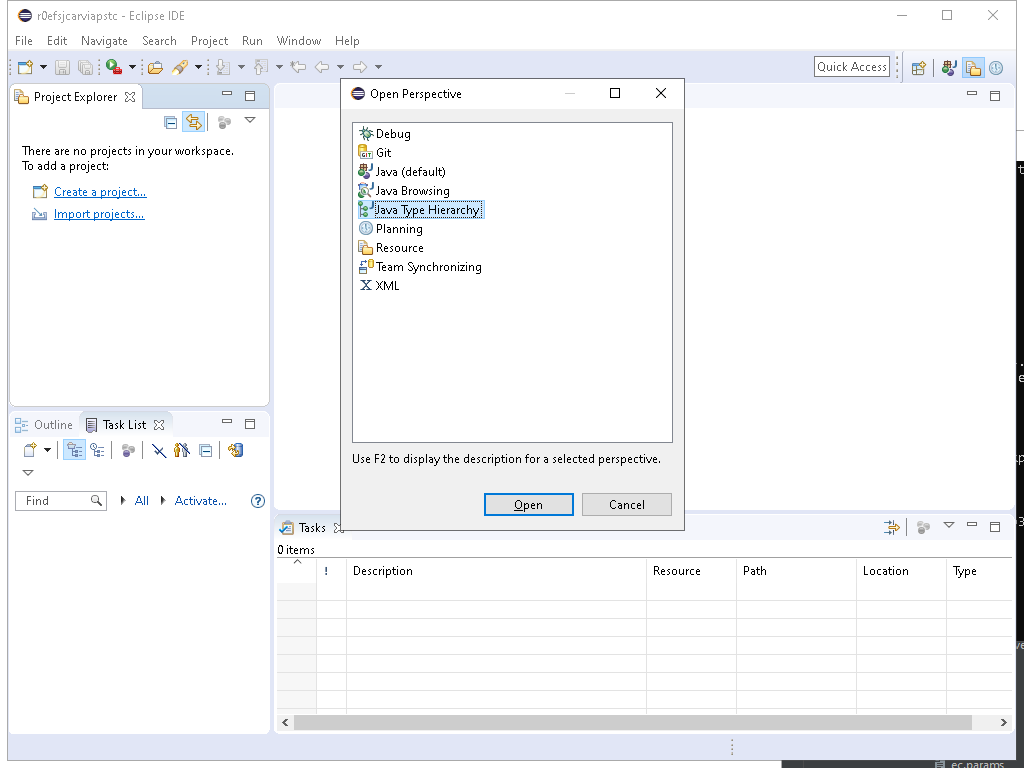 r0efsjcarviapstc - Eclipse IDE
File Edit Navigate Search Project Run Window Help
Quick Access
Project Explorer
There are no projects in your workspace.
To add a project:
Create a project...
Import projects...
Open Perspective
Debug
GIT Git
Java (default)
Java Browsing
Java Type Hierarchy
Planning
Resource
Team Synchronizing
X XML
Use F2 to display the description for a selected perspective.
Open Cancel
Outline Task List
Find All Activate... ?
Tasks
0 items
! Description Resource Path Location Type
ec.params